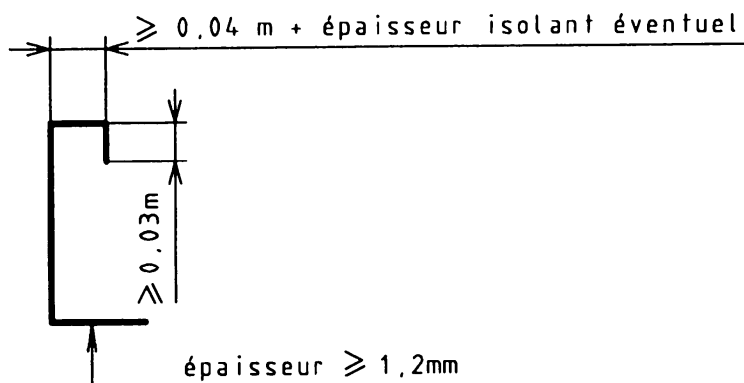 ≥ 0,04 m + épaisseur isolant éventuel
≥0,03m
épaisseur ≥ 1,2mm